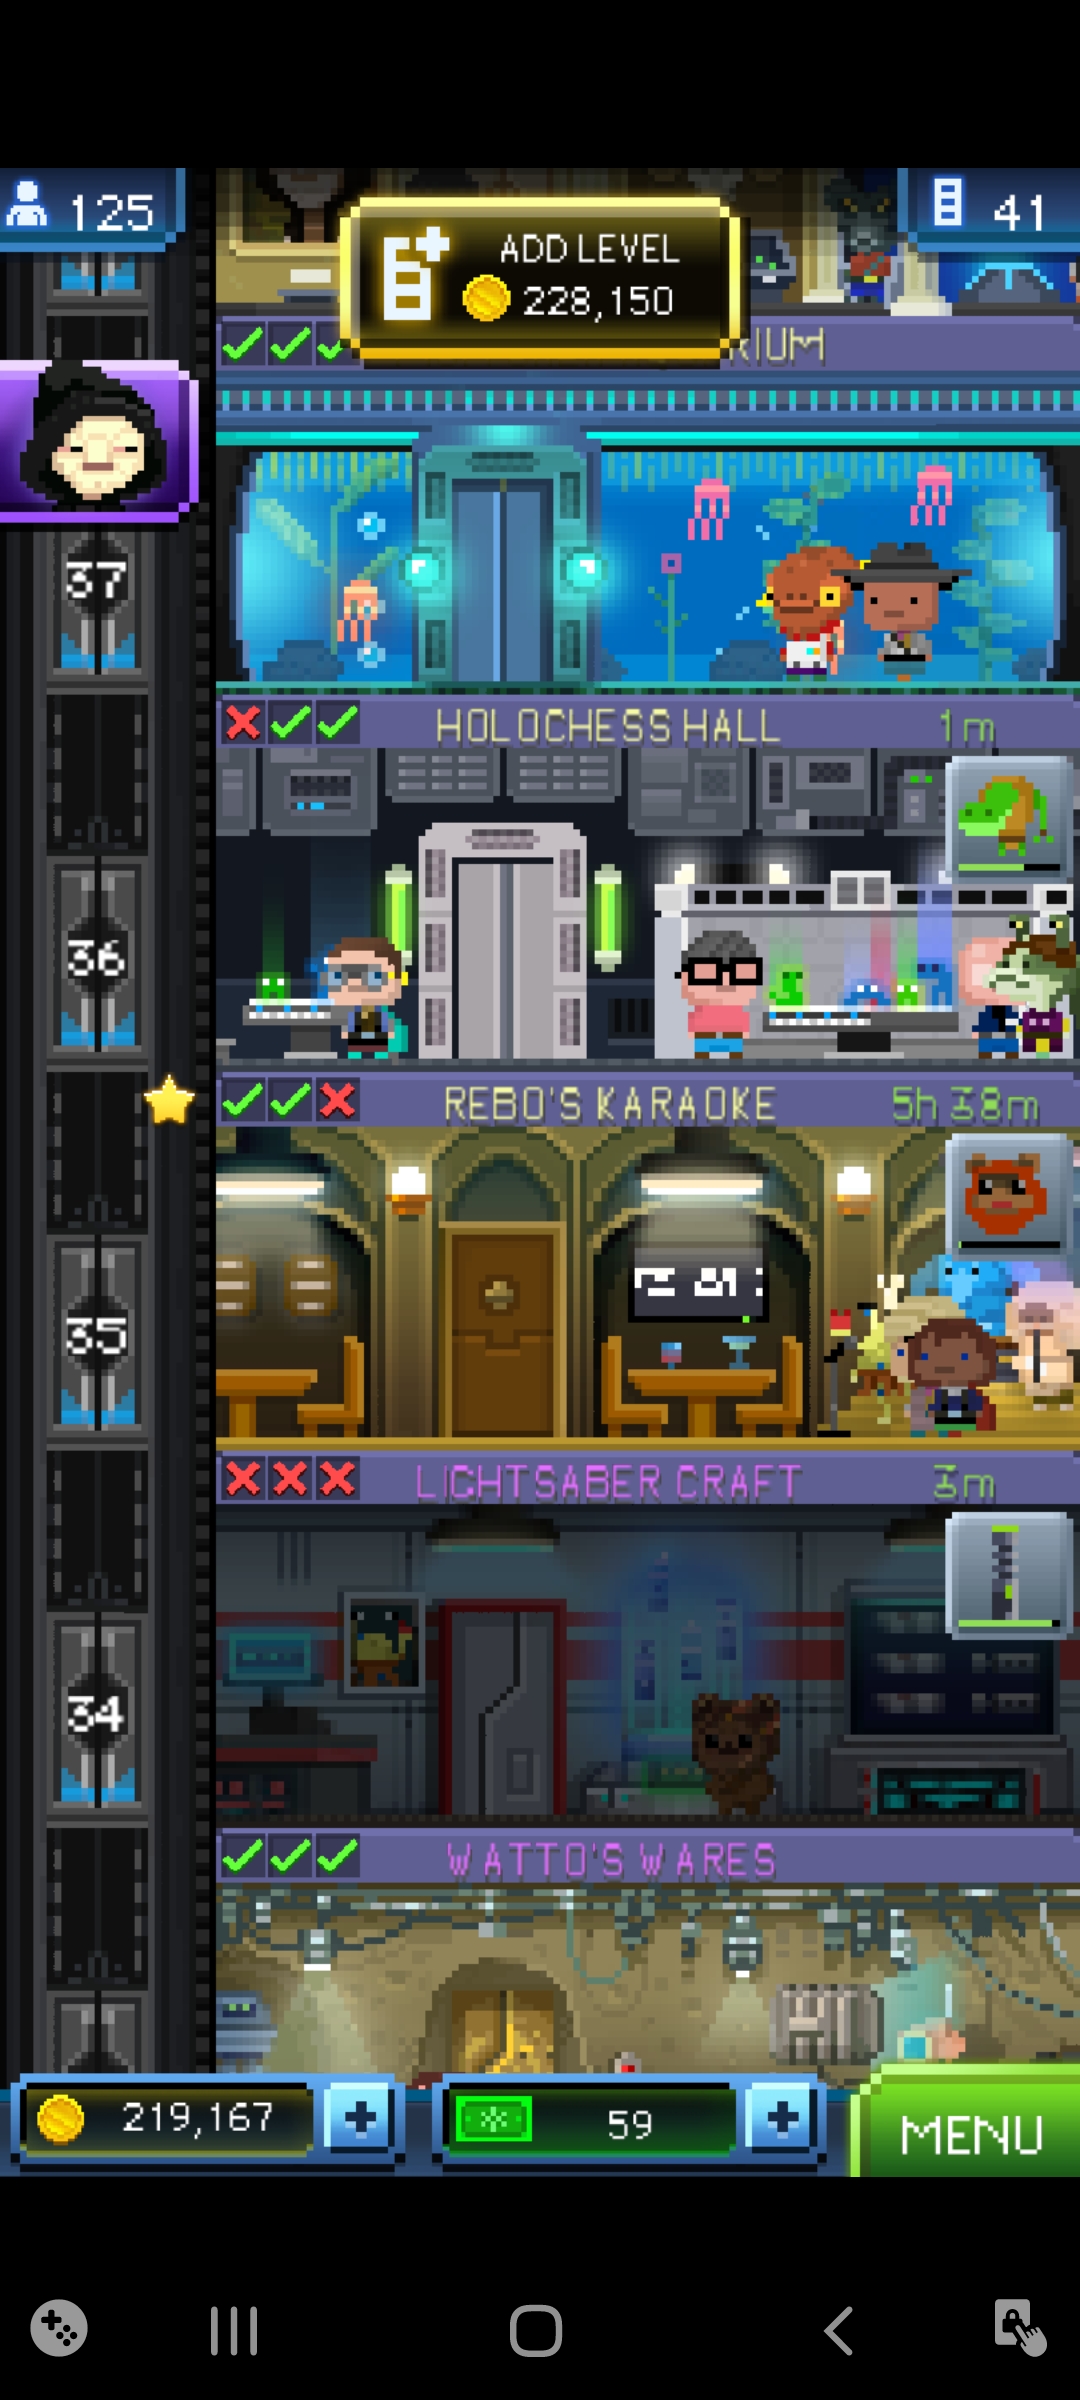 125
ADD LEVEL
228,150
41
RIUM
37
HOLOCHESS HALL 1m
36
REBO'S KARAOKE 5h 38m
35
LIGHTSABER CRAFT 3m
34
WATTO'S WARES
219,167
59
MENU